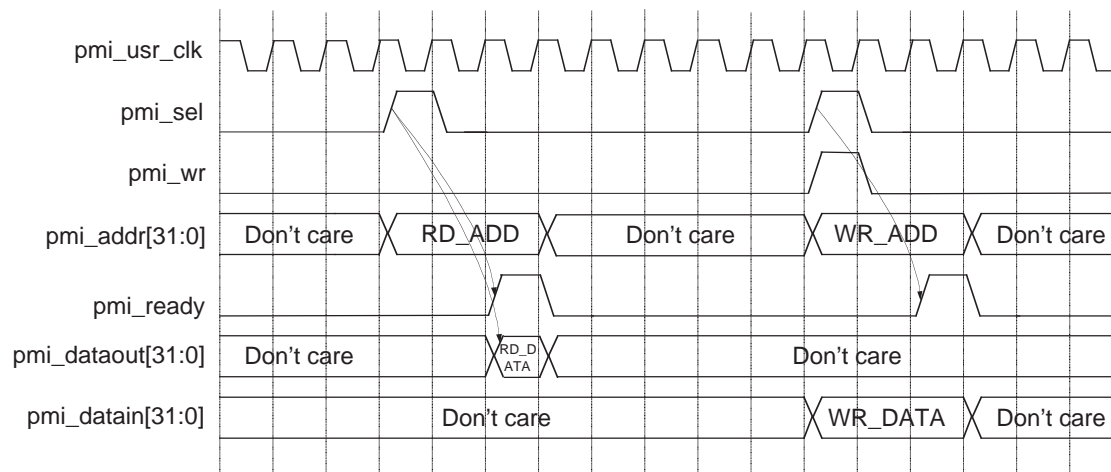 pmi_usr_clk
pmi_sel
pmi_wr
pmi_addr[31:0] Don't care RD_ADD Don't care WR_ADD Don't care
pmi_ready
pmi_dataout[31:0] Don't care RD_D Don't care
ATA
pmi_datain[31:0] Don't care WR_DATA Don't care